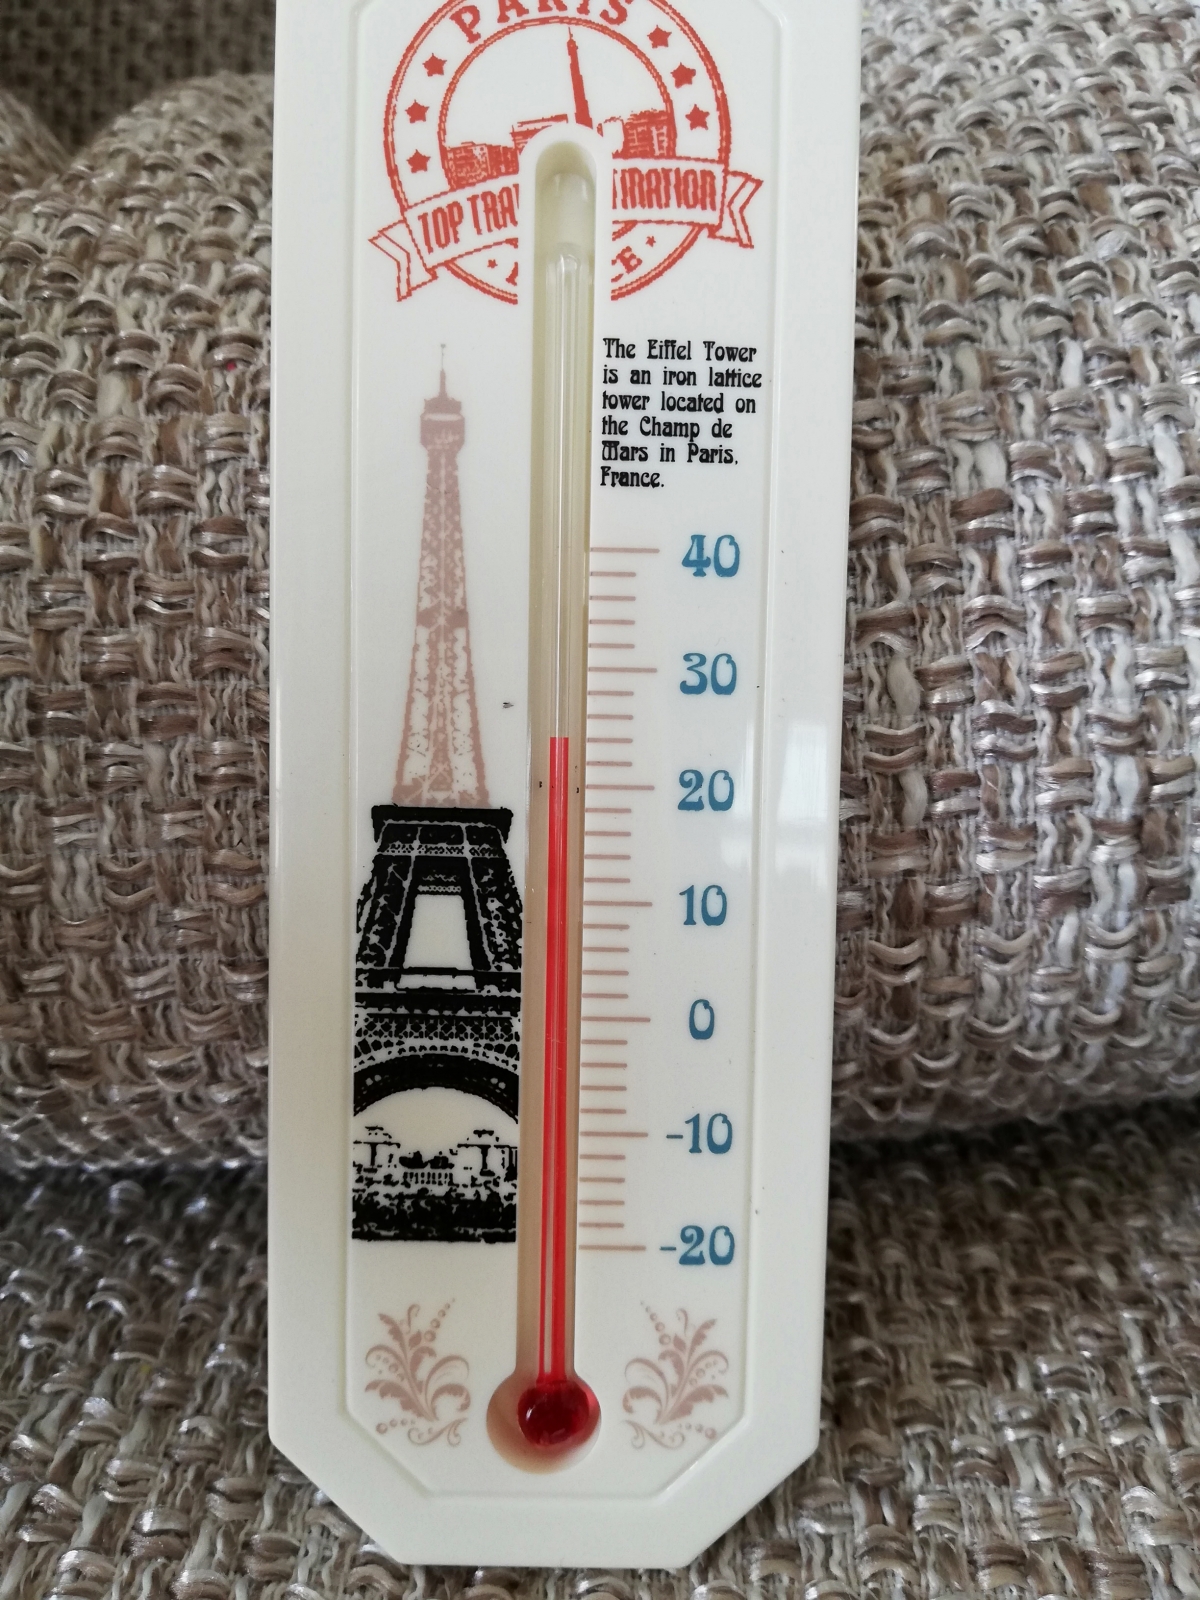 PARIS
TOP
The Eiffel Tower
is an iron lattice
tower located on
the Champ de
Mars in Paris,
France.
40
30
20
10
0
-10
-20